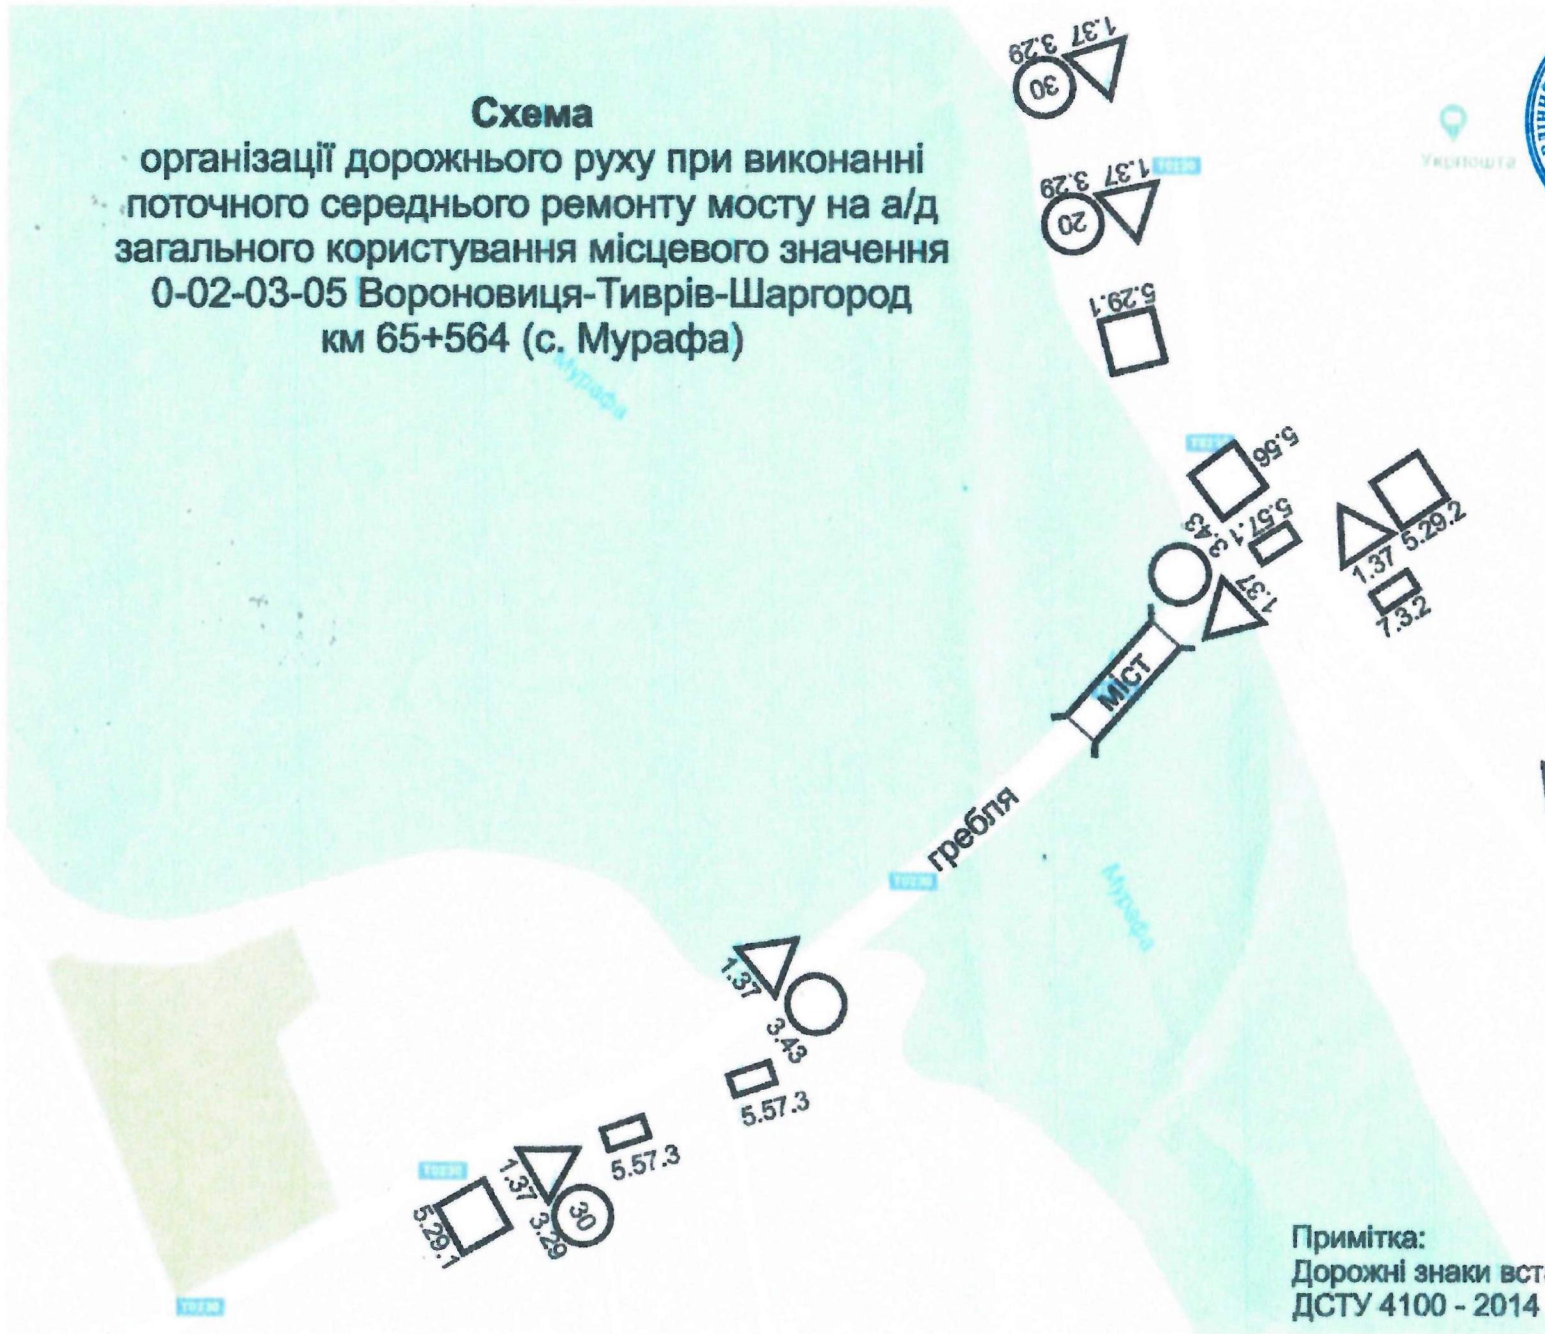 Схема
організації дорожнього руху при виконанні
поточного середнього ремонту мосту на а/д
загального користування місцевого значення
0-02-03-05 Вороновиця-Тиврів-Шаргород
км 65+564 (с. Мурафа)
3.29 1.37
30
3.29 1.37
20
T0230
Укрпошта
5.29.1
Мурафа
5.56
3.43
5.57.1
1.37
1.37 5.29.2
7.3.2
міст
гребля
T0230
Мурафа
1.37
3.43
5.57.3
5.57.3
T0230
1.37
3.29
30
5.29.1
T0230
Примітка:
Дорожні знаки вст
ДСТУ 4100 - 2014